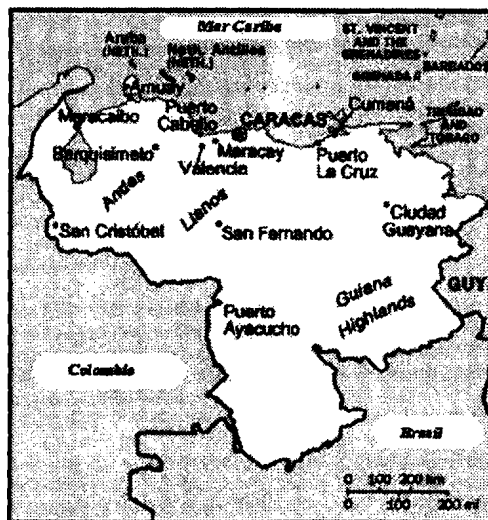 Mar Caribe
Aruba
(NETH.)
Neth. Antilles
(NETH.)
ST. VINCENT
AND THE
GRENADINES
GRENADA
BARBADOS
Amuay
Maracaibo
Puerto
Cabello
CARACAS
Cumaná
TRINIDAD
AND
TOBAGO
Barquisimeto
Maracay
Valencia
Puerto
La Cruz
Andes
Llanos
San Cristóbal
San Fernando
Ciudad
Guayana
GUY
Guiana
Highlands
Puerto
Ayacucho
Colombia
Brasil
0 100 200 km
0 100 200 mi